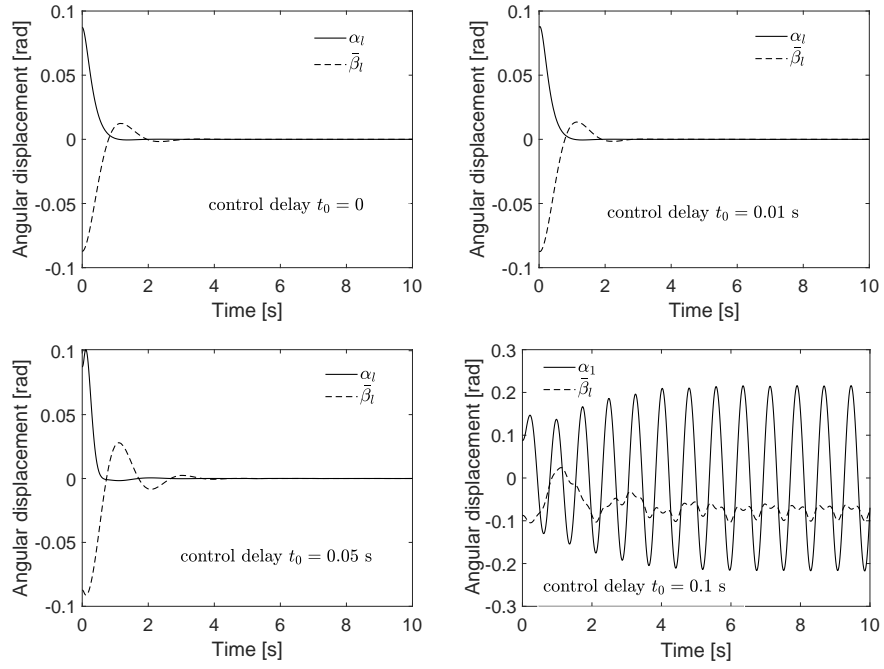 0.1
0.05
0
-0.05
-0.1
Angular displacement [rad]
α_l
β̄_l
control delay t_0 = 0
0 2 4 6 8 10
Time [s]
0.1
0.05
0
-0.05
-0.1
Angular displacement [rad]
α_l
β̄_l
control delay t_0 = 0.01 s
0 2 4 6 8 10
Time [s]
0.1
0.05
0
-0.05
-0.1
Angular displacement [rad]
α_l
β̄_l
control delay t_0 = 0.05 s
0 2 4 6 8 10
Time [s]
0.3
0.2
0.1
0
-0.1
-0.2
-0.3
Angular displacement [rad]
α_1
β̄_l
control delay t_0 = 0.1 s
0 2 4 6 8 10
Time [s]